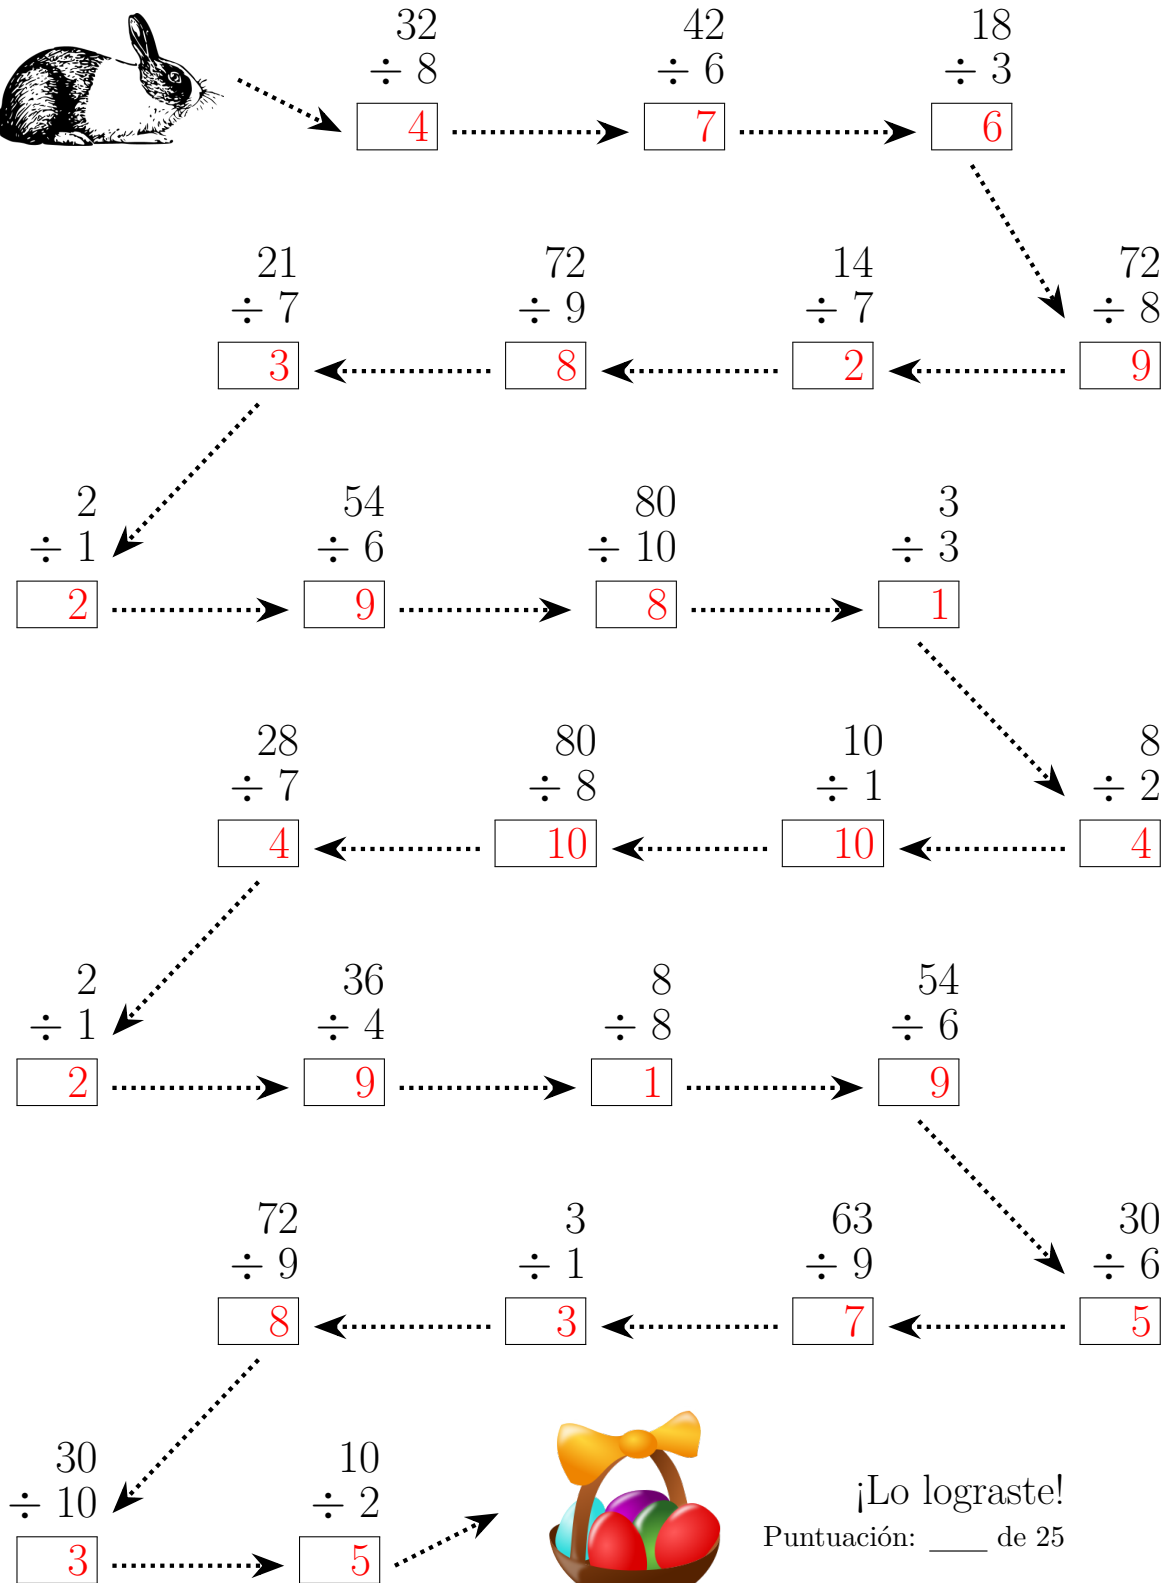 32 42 18
÷ 8 ÷ 6 ÷ 3
4 7 6
21 72 14 72
÷ 7 ÷ 9 ÷ 7 ÷ 8
3 8 2 9
2 54 80 3
÷ 1 ÷ 6 ÷ 10 ÷ 3
2 9 8 1
28 80 10 8
÷ 7 ÷ 8 ÷ 1 ÷ 2
4 10 10 4
2 36 8 54
÷ 1 ÷ 4 ÷ 8 ÷ 6
2 9 1 9
72 3 63 30
÷ 9 ÷ 1 ÷ 9 ÷ 6
8 3 7 5
30 10
÷ 10 ÷ 2
3 5
¡Lo lograste!
Puntuación: ___ de 25